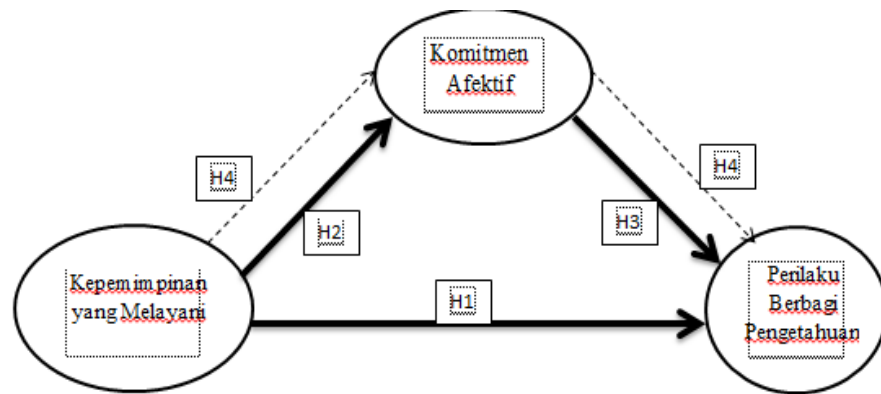 Komitmen
Afektif
H4
H4
H2
H3
Kepemimpinan
yang Melayani
H1
Perilaku
Berbagi
Pengetahuan